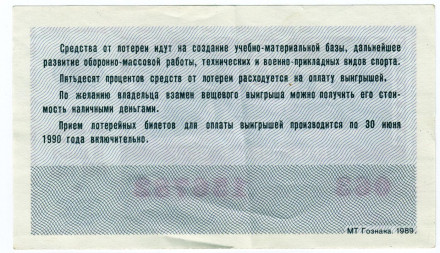 Средства от лотереи идут на создание учебно-материальной базы, дальнейшее
развитие оборонно-массовой работы, технических и военно-прикладных видов спорта.
Пятьдесят процентов средств от лотереи расходуется на оплату выигрышей.
По желанию владельца взамен вещевого выигрыша можно получить его стои-
мость наличными деньгами.
Прием лотерейных билетов для оплаты выигрышей производится по 30 июня
1990 года включительно.
МТ Гознака. 1989.